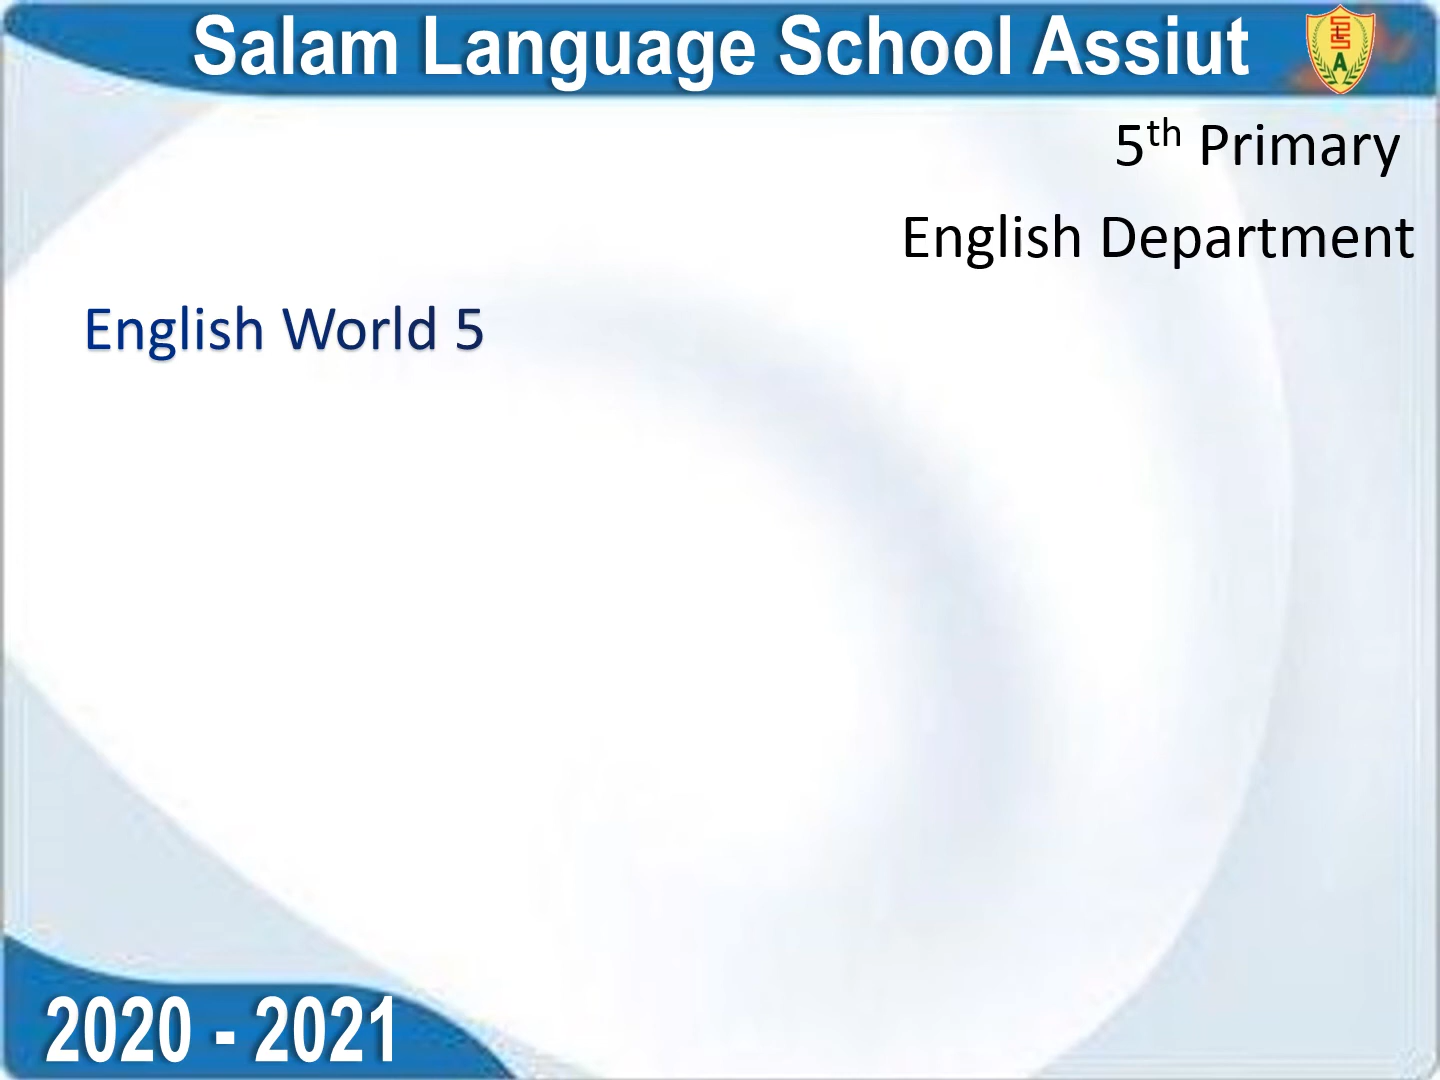 Salam Language School Assiut
5th Primary
English Department
English World 5
2020 - 2021